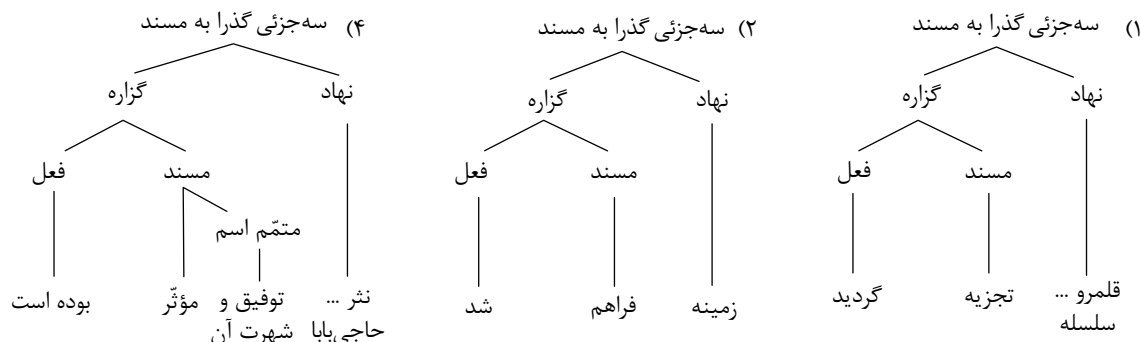 ۱) سه‌جزئی گذرا به مسند
نهاد
گزاره
مسند
فعل
قلمرو ...
سلسله
تجزیه
گردید
۲) سه‌جزئی گذرا به مسند
نهاد
گزاره
مسند
فعل
زمینه
فراهم
شد
۴) سه‌جزئی گذرا به مسند
نهاد
گزاره
مسند
فعل
متمّم اسم
نثر ...
حاجی‌بابا
توفیق و
شهرت آن
مؤثّر
بوده است